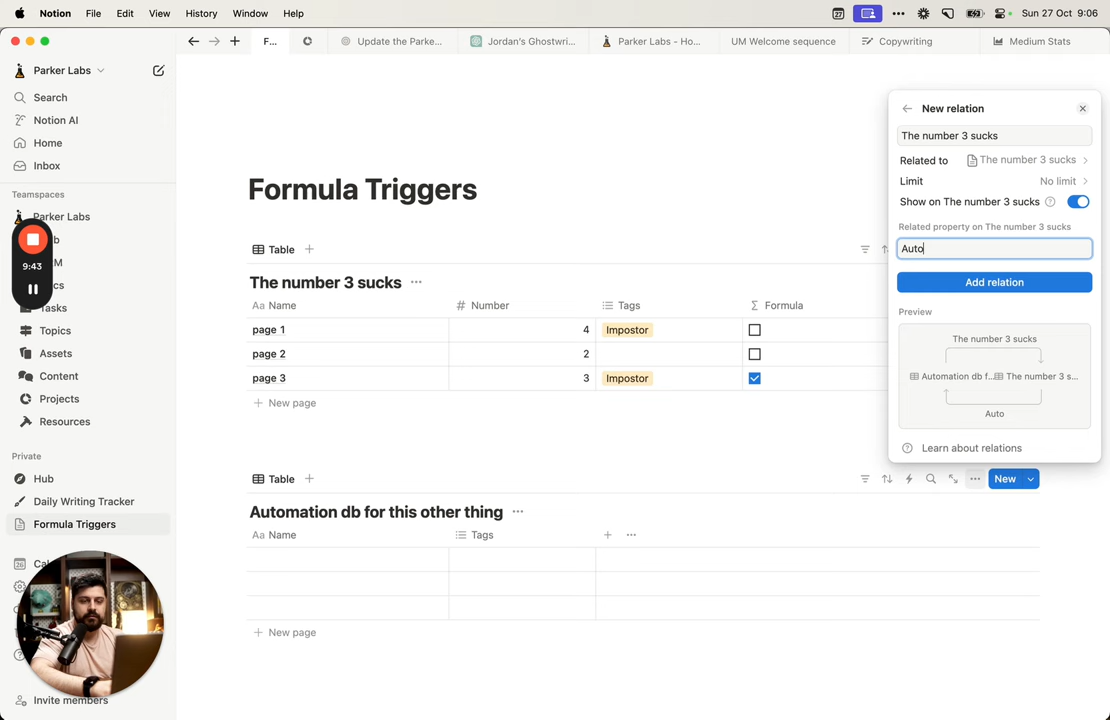 Notion File Edit View History Window Help
27
Sun 27 Oct 9:06
F...
Update the Parke...
Jordan's Ghostwri...
Parker Labs - Ho...
UM Welcome sequence
Copywriting
Medium Stats
Parker Labs
Search
Notion AI
Home
Inbox
Teamspaces
Parker Labs
9:43
Tasks
Topics
Assets
Content
Projects
Resources
Private
Hub
Daily Writing Tracker
Formula Triggers
26
Invite members
Formula Triggers
Table
The number 3 sucks
Aa Name
# Number
Tags
Σ Formula
page 1
4
Impostor
page 2
2
page 3
3
Impostor
New page
Table
New
Automation db for this other thing
Aa Name
Tags
New page
New relation
The number 3 sucks
Related to
The number 3 sucks
Limit
No limit
Show on The number 3 sucks
Related property on The number 3 sucks
Auto
Add relation
Preview
The number 3 sucks
Automation db f...
The number 3 s...
Auto
Learn about relations